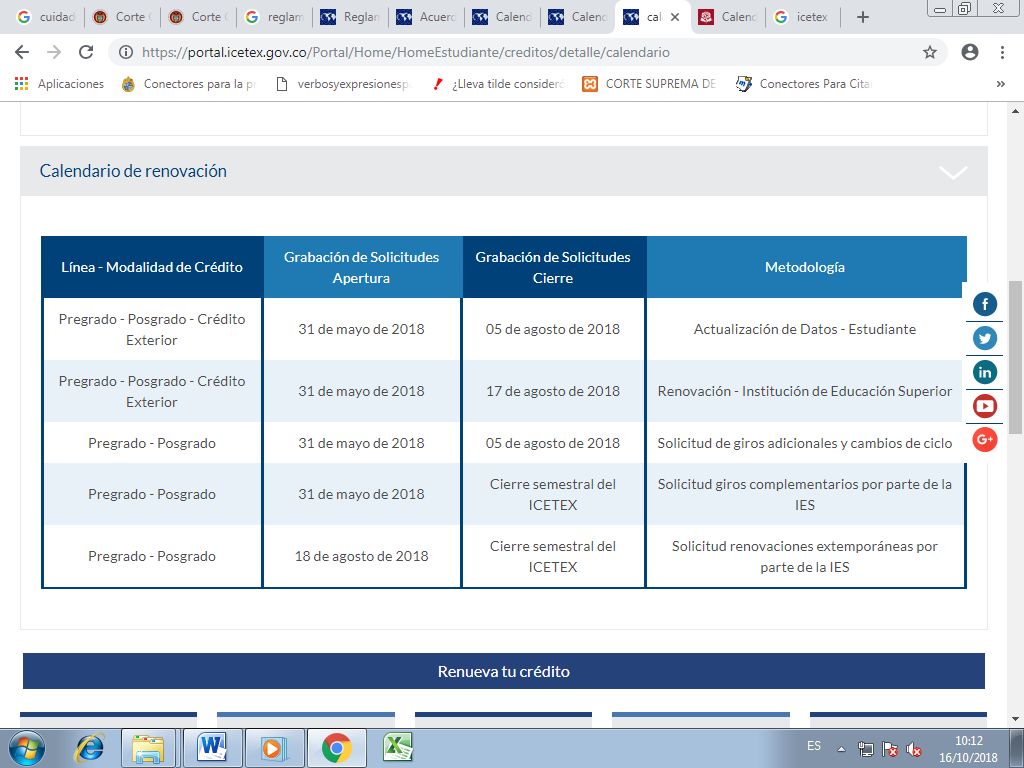 cuidad
Corte
Corte
reglam
Reglam
Acuerd
Calend
Calend
cal
Calend
icetex
https://portal.icetex.gov.co/Portal/Home/HomeEstudiante/creditos/detalle/calendario
Aplicaciones
Conectores para la p
verbosyexpresionesp
¿Lleva tilde consideró
CORTE SUPREMA DE
Conectores Para Cita
»
Calendario de renovación
Línea - Modalidad de Crédito
Grabación de Solicitudes
Apertura
Grabación de Solicitudes
Cierre
Metodología
Pregrado - Posgrado - Crédito
Exterior
31 de mayo de 2018
05 de agosto de 2018
Actualización de Datos - Estudiante
Pregrado - Posgrado - Crédito
Exterior
31 de mayo de 2018
17 de agosto de 2018
Renovación - Institución de Educación Superior
Pregrado - Posgrado
31 de mayo de 2018
05 de agosto de 2018
Solicitud de giros adicionales y cambios de ciclo
Pregrado - Posgrado
31 de mayo de 2018
Cierre semestral del
ICETEX
Solicitud giros complementarios por parte de la
IES
Pregrado - Posgrado
18 de agosto de 2018
Cierre semestral del
ICETEX
Solicitud renovaciones extemporáneas por
parte de la IES
Renueva tu crédito
ES
10:12
16/10/2018